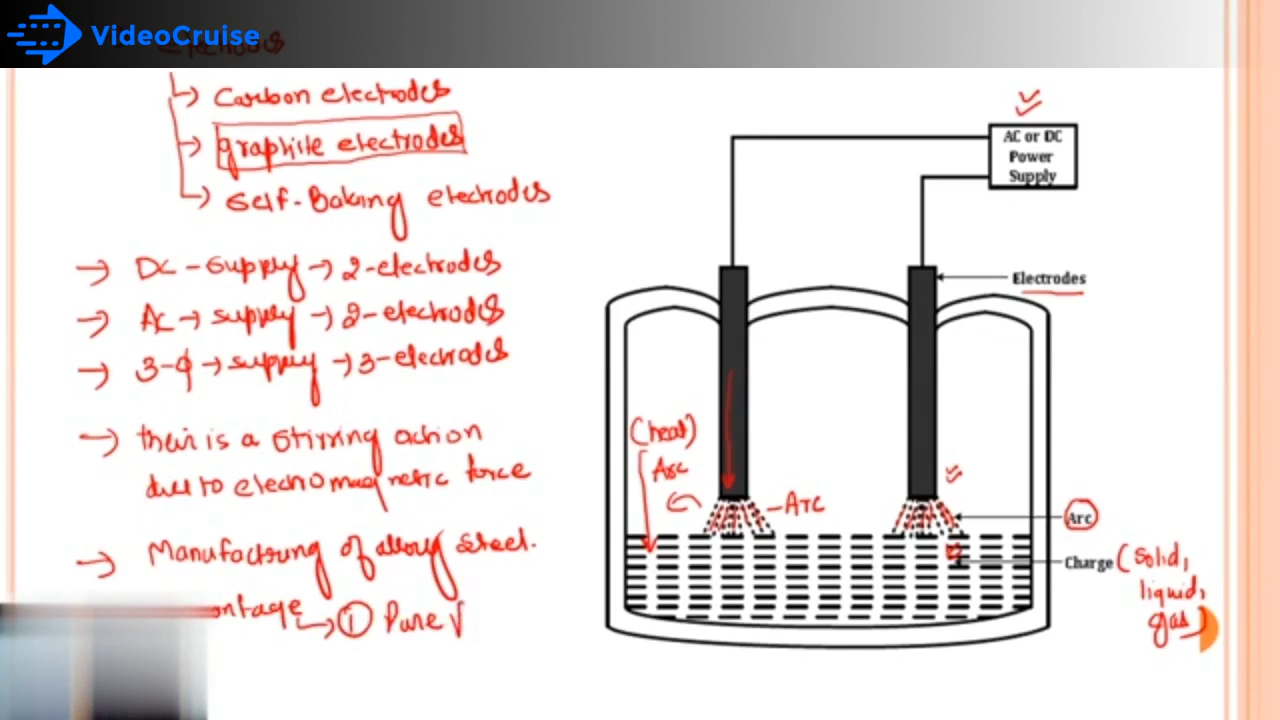 VideoCruise
Carbon electrodes
graphite electrodes
Self-Baking electrodes
DC - supply → 2-electrodes
AC → supply → 2-electrodes
3-ϕ → supply → 3-electrodes
their is a stirring action
due to electromagnetic force
Manufactsrung of alloy steel.
ntage → ① Pure
AC or DC
Power
Supply
Electrodes
(heat)
Arc
-Arc
Arc
Charge (solid,
liquid,
gas)